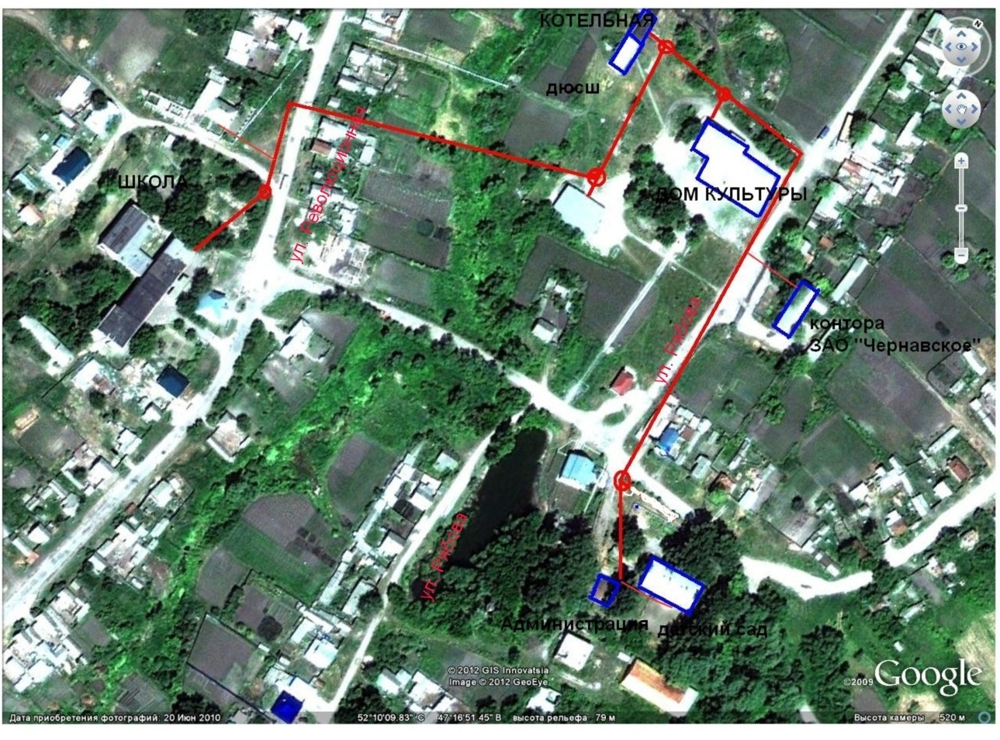 КОТЕЛЬНАЯ
дюсш
ул. Революционная
ШКОЛА
ДОМ КУЛЬТУРЫ
ул. Рябова
контора
ЗАО "Чернавское"
ул. Рябова
Администрация
детский сад
© 2012 GIS Innovatsia
Image © 2012 GeoEye
©2009 Google
Дата приобретения фотографий: 20 Июн 2010
52°10'09.83" С 47°16'51.45" В высота рельефа 79 м
Высота камеры 520 м